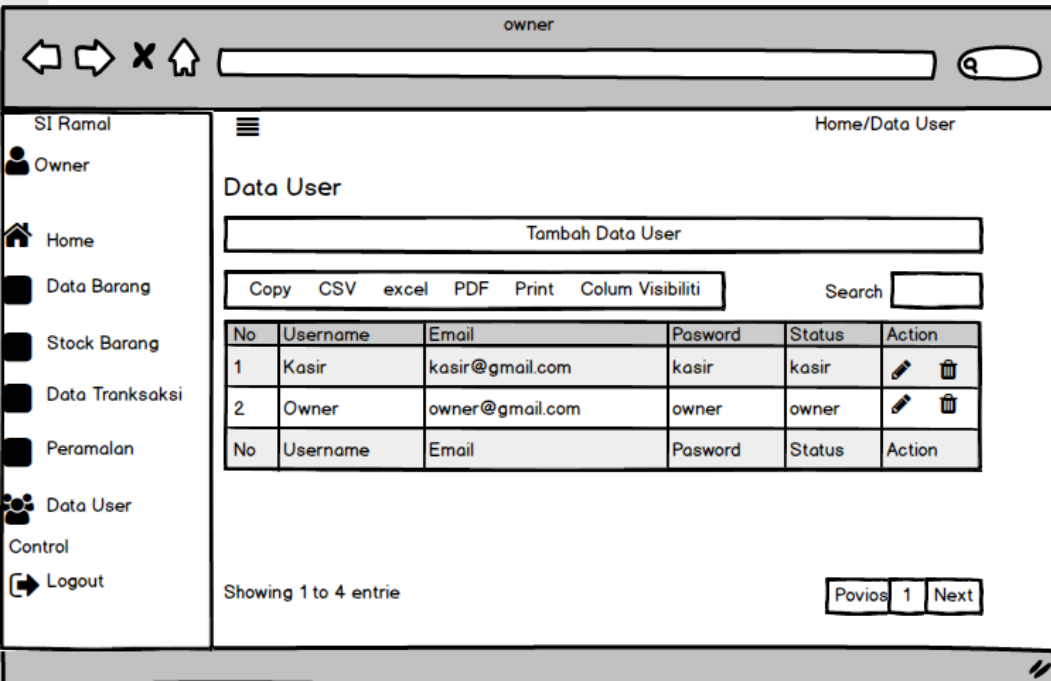 owner
SI Ramal
Owner
Home
Data Barang
Stock Barang
Data Tranksaksi
Peramalan
Data User
Control
Logout
Home/Data User
Data User
Tambah Data User
Copy CSV excel PDF Print Colum Visibiliti
Search
No Username Email Pasword Status Action
1 Kasir kasir@gmail.com kasir kasir
2 Owner owner@gmail.com owner owner
No Username Email Pasword Status Action
Showing 1 to 4 entrie
Povios 1 Next